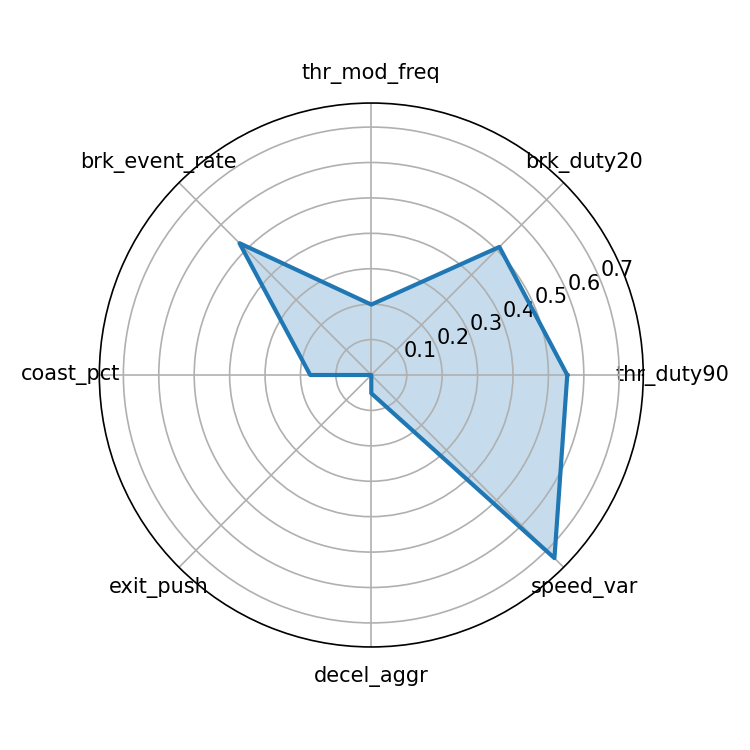 thr_mod_freq
brk_event_rate
brk_duty20
0.7
0.6
0.5
0.4
0.3
0.2
0.1
coast_pct
thr_duty90
exit_push
speed_var
decel_aggr